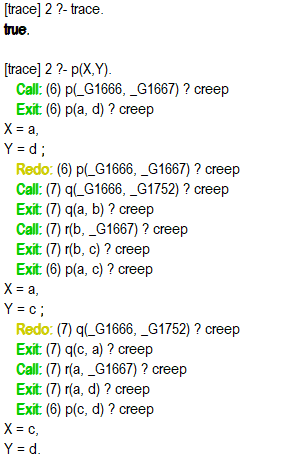 [trace] 2 ?- trace.
true.
[trace] 2 ?- p(X,Y).
Call: (6) p(_G1666, _G1667) ? creep
Exit: (6) p(a, d) ? creep
X = a,
Y = d ;
Redo: (6) p(_G1666, _G1667) ? creep
Call: (7) q(_G1666, _G1752) ? creep
Exit: (7) q(a, b) ? creep
Call: (7) r(b, _G1667) ? creep
Exit: (7) r(b, c) ? creep
Exit: (6) p(a, c) ? creep
X = a,
Y = c ;
Redo: (7) q(_G1666, _G1752) ? creep
Exit: (7) q(c, a) ? creep
Call: (7) r(a, _G1667) ? creep
Exit: (7) r(a, d) ? creep
Exit: (6) p(c, d) ? creep
X = c,
Y = d.